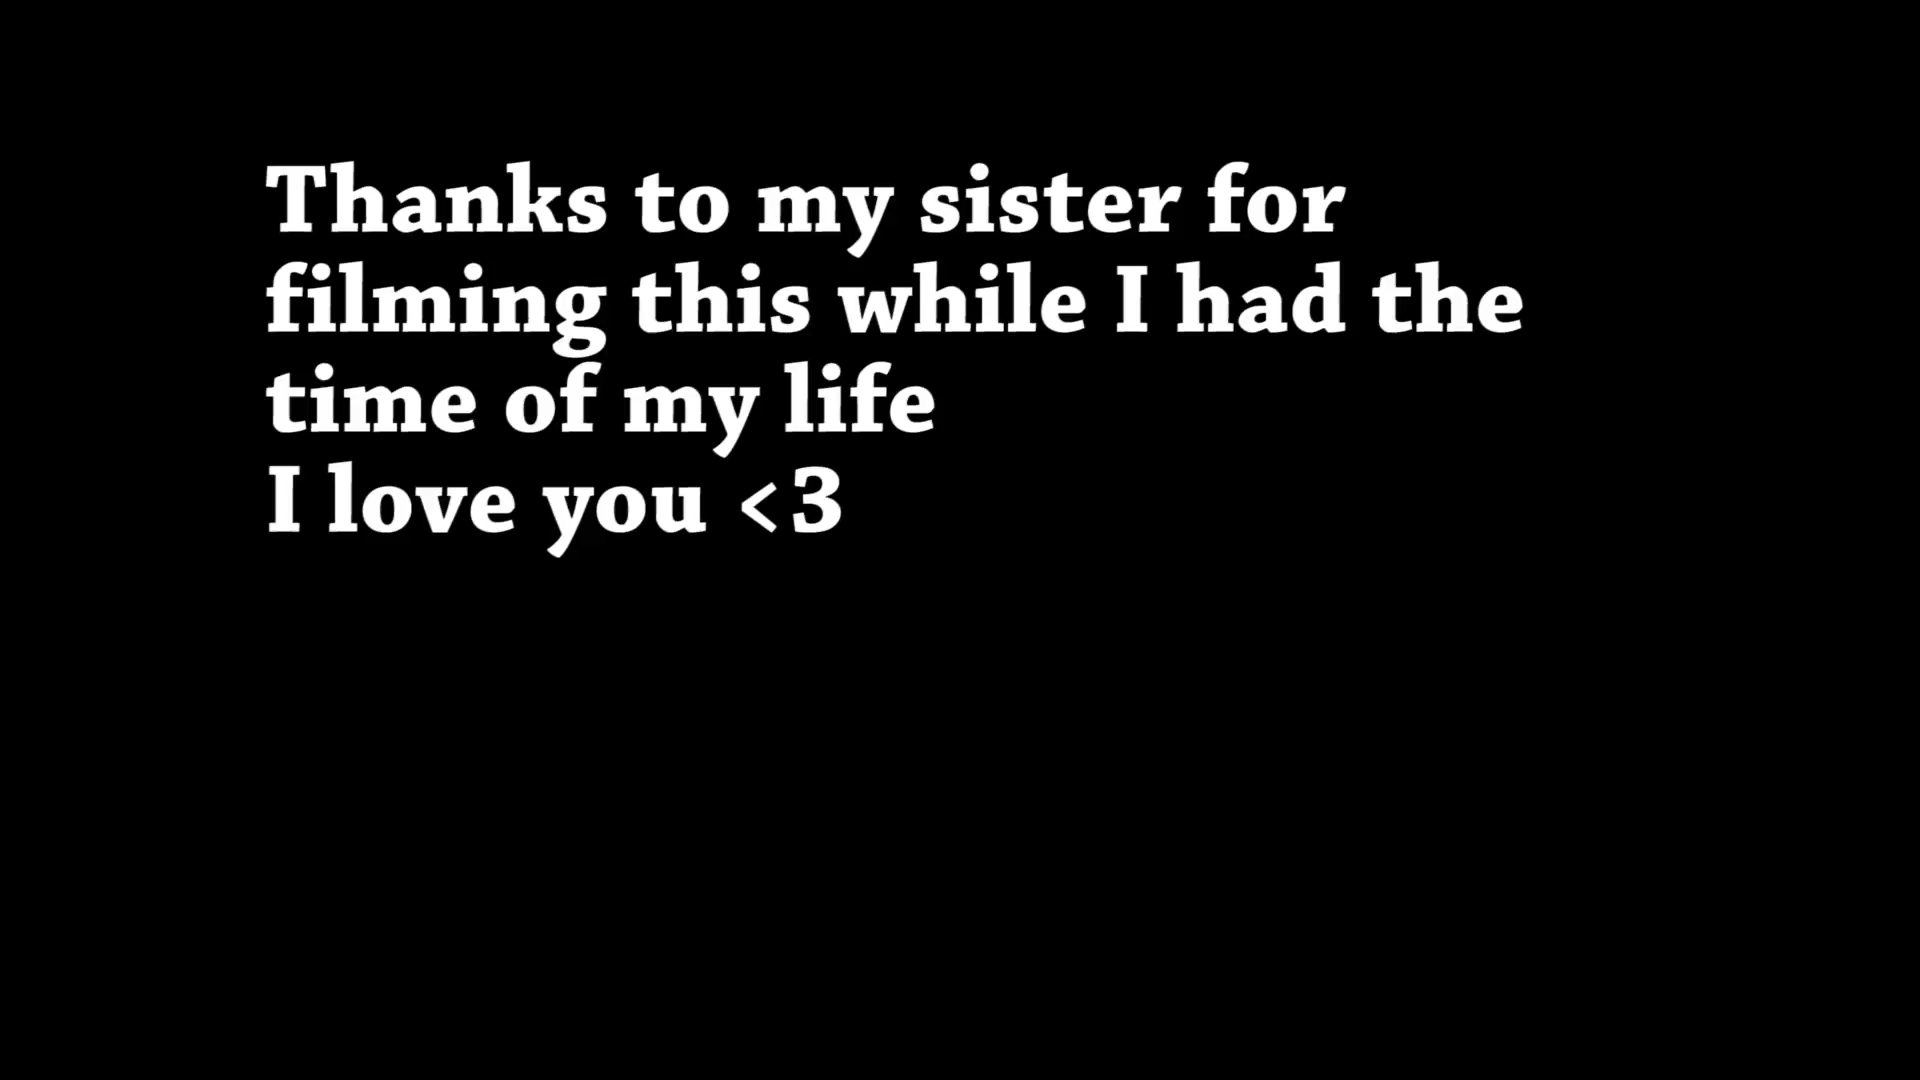 Thanks to my sister for
filming this while I had the
time of my life
I love you <3